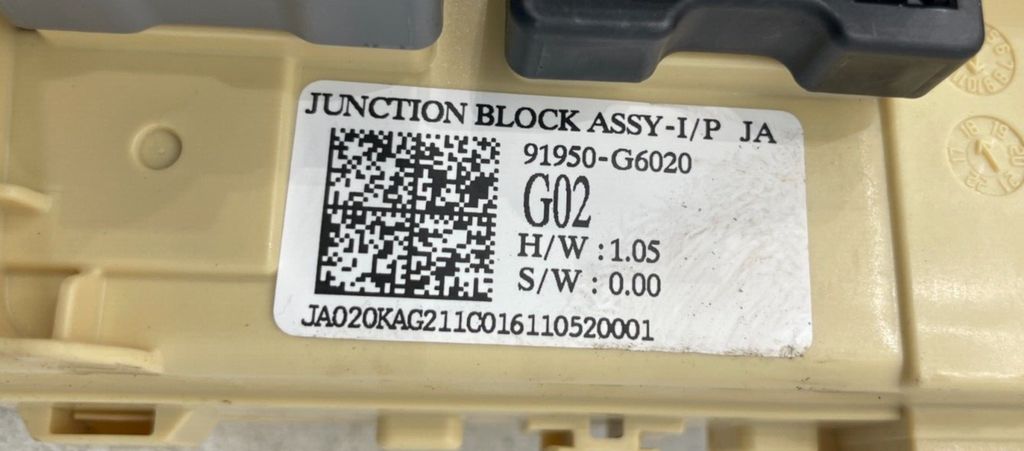 JUNCTION BLOCK ASSY-I/P JA
91950-G6020
G02
H/W : 1.05
S/W : 0.00
JA020KAG211C016110520001